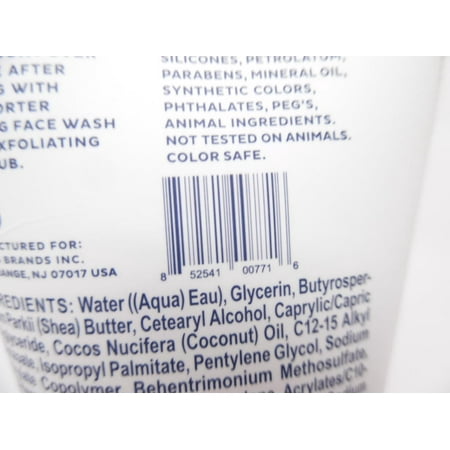 E AFTER
G WITH
ORTER
G FACE WASH
XFOLIATING
UB.
SILICONES, PETROLATUM,
PARABENS, MINERAL OIL,
SYNTHETIC COLORS,
PHTHALATES, PEG'S,
ANIMAL INGREDIENTS.
NOT TESTED ON ANIMALS.
COLOR SAFE.
CTURED FOR:
BRANDS INC.
ANGE, NJ 07017 USA
8 52541 00771 6
REDIENTS: Water ((Aqua) Eau), Glycerin, Butyrosper-
Parkii (Shea) Butter, Cetearyl Alcohol, Caprylic/Capric
yceride, Cocos Nucifera (Coconut) Oil, C12-15 Alkyl
Isopropyl Palmitate, Pentylene Glycol, Sodium
Copolymer, Behentrimonium Methosulfate,
Acrylates/C10-